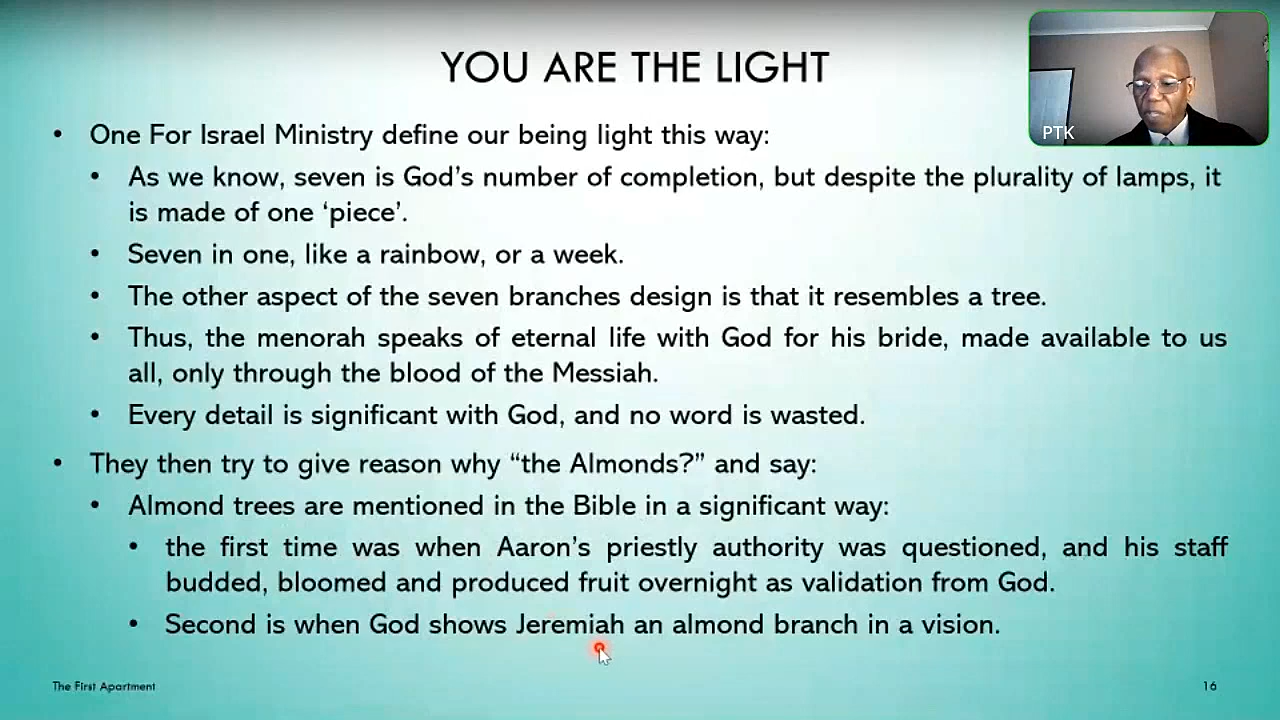 YOU ARE THE LIGHT
PTK
• One For Israel Ministry define our being light this way:
• As we know, seven is God’s number of completion, but despite the plurality of lamps, it
is made of one ‘piece’.
• Seven in one, like a rainbow, or a week.
• The other aspect of the seven branches design is that it resembles a tree.
• Thus, the menorah speaks of eternal life with God for his bride, made available to us
all, only through the blood of the Messiah.
• Every detail is significant with God, and no word is wasted.
• They then try to give reason why “the Almonds?” and say:
• Almond trees are mentioned in the Bible in a significant way:
• the first time was when Aaron’s priestly authority was questioned, and his staff
budded, bloomed and produced fruit overnight as validation from God.
• Second is when God shows Jeremiah an almond branch in a vision.
The First Apartment
16